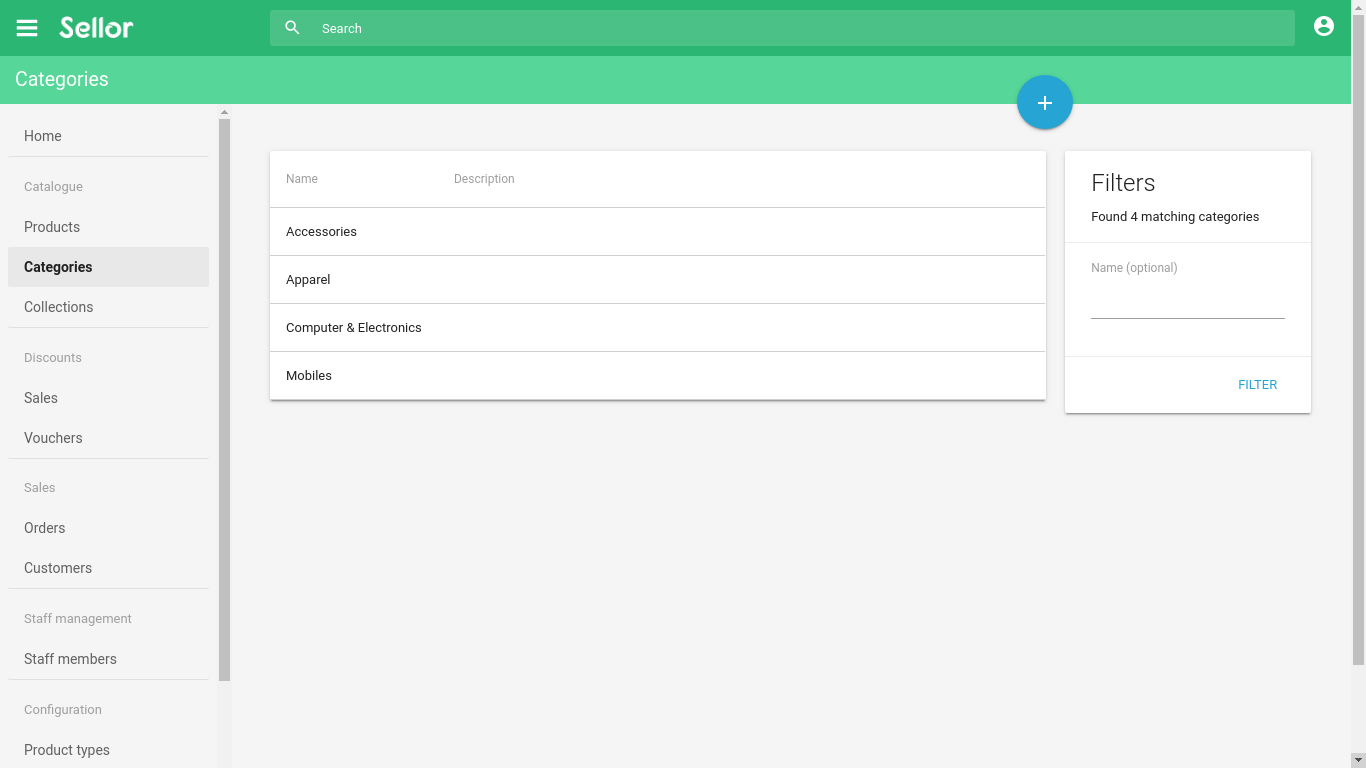 Sellor
Search
Categories
Home
Catalogue
Products
Categories
Collections
Discounts
Sales
Vouchers
Sales
Orders
Customers
Staff management
Staff members
Configuration
Product types
Name Description
Accessories
Apparel
Computer & Electronics
Mobiles
Filters
Found 4 matching categories
Name (optional)
FILTER